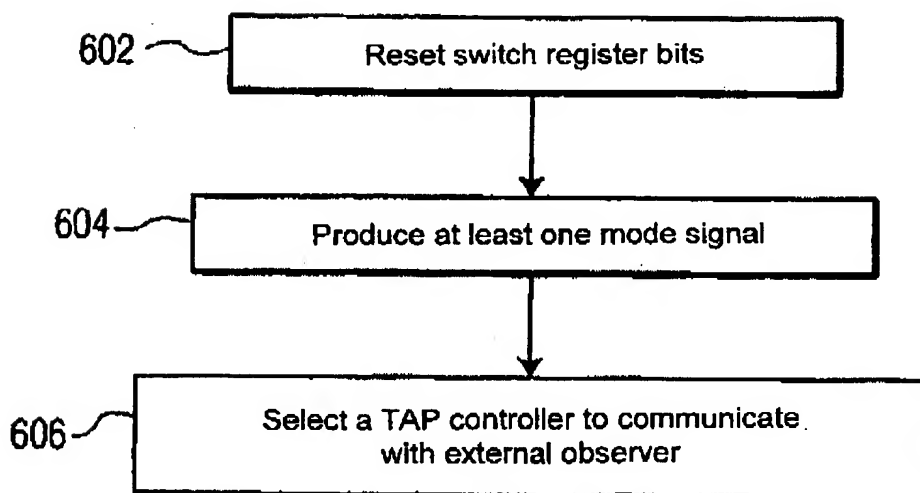 602
Reset switch register bits
604
Produce at least one mode signal
606
Select a TAP controller to communicate
with external observer